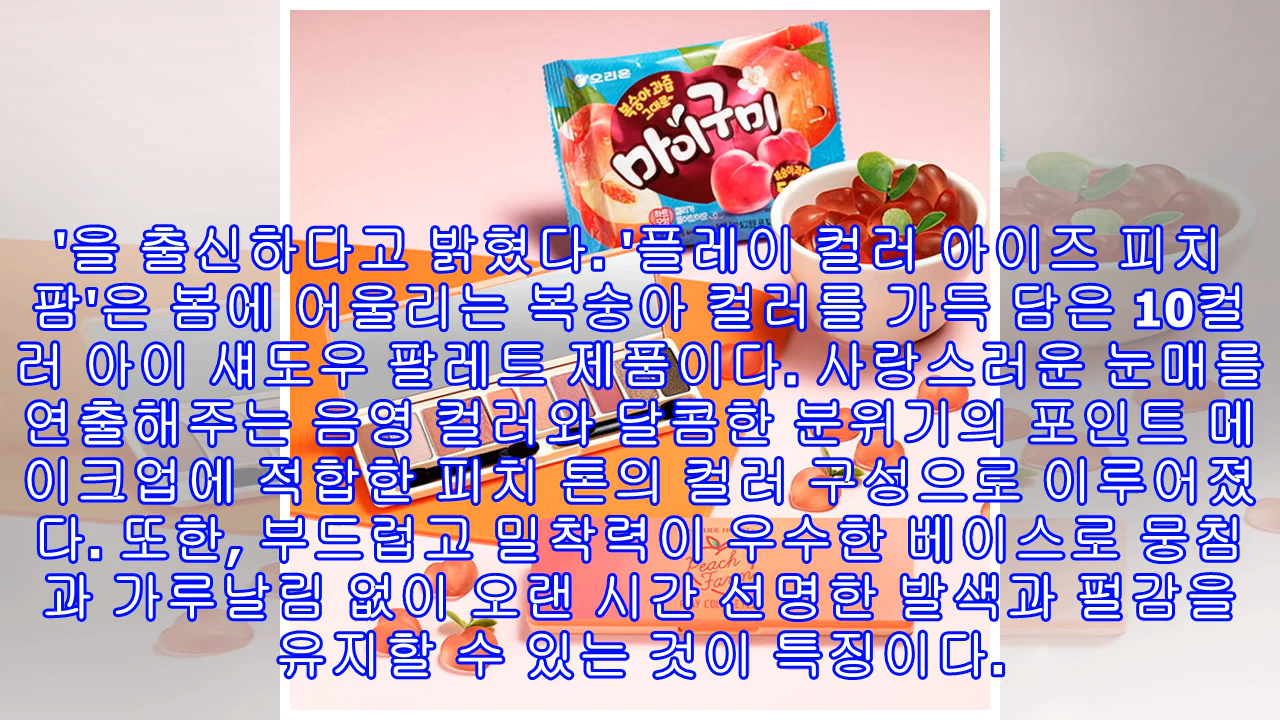 오리온
복숭아 과즙
그대로~
마이구미
'을 출신하다고 밝혔다. '플레이 컬러 아이즈 피치
팜'은 봄에 어울리는 복숭아 컬러를 가득 담은 10컬
러 아이 섀도우 팔레트 제품이다. 사랑스러운 눈매를
연출해주는 음영 컬러와 달콤한 분위기의 포인트 메
이크업에 적합한 피치 톤의 컬러 구성으로 이루어졌
다. 또한, 부드럽고 밀착력이 우수한 베이스로 뭉침
과 가루날림 없이 오랜 시간 선명한 발색과 펄감을
유지할 수 있는 것이 특징이다.
Peach
Farm